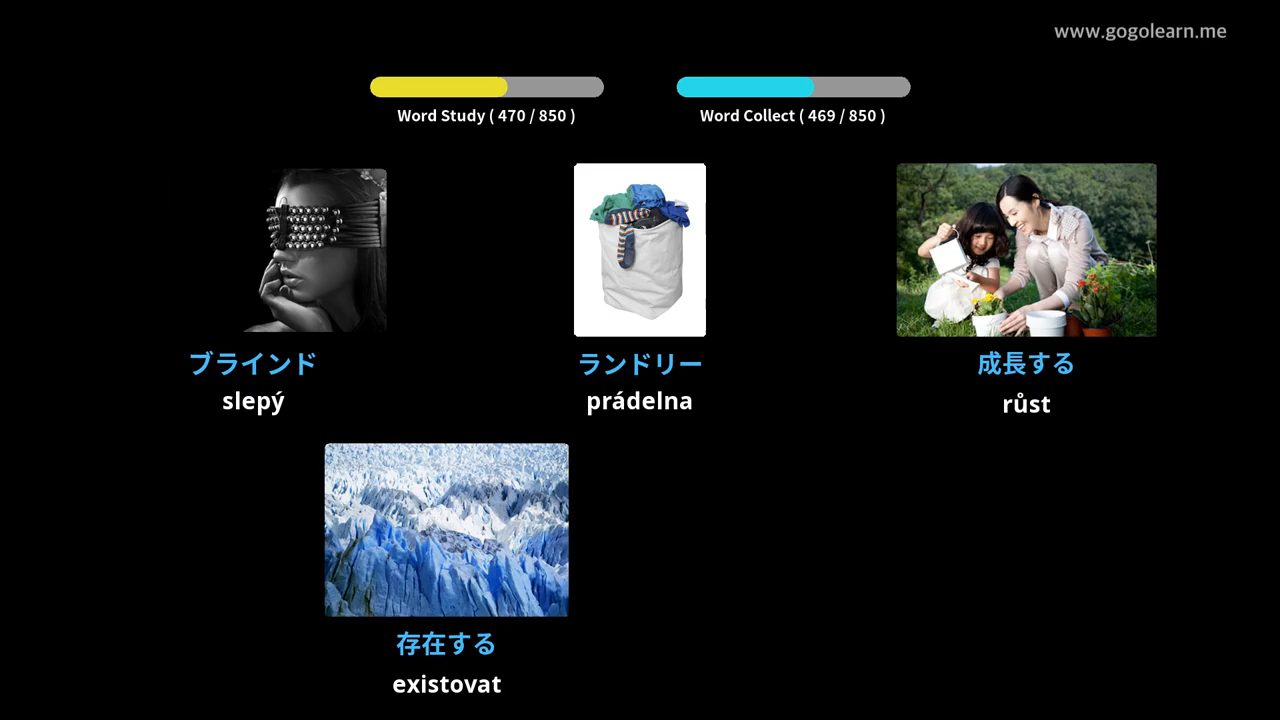 www.gogolearn.me
Word Study ( 470 / 850 )
Word Collect ( 469 / 850 )
ブラインド
slepý
ランドリー
prádelna
成長する
růst
存在する
existovat